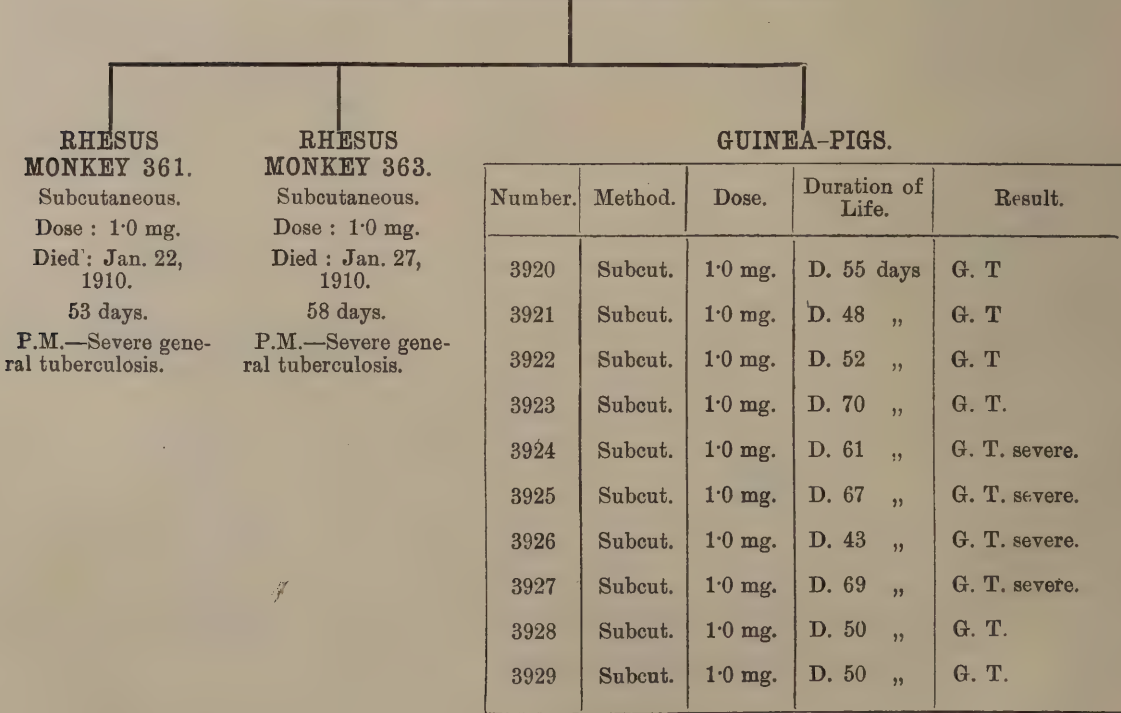 RHESUS
MONKEY 361.
Subcutaneous.
Dose : 1·0 mg.
Died : Jan. 22,
1910.
53 days.
P.M.—Severe gene-
ral tuberculosis.
RHESUS
MONKEY 363.
Subcutaneous.
Dose : 1·0 mg.
Died : Jan. 27,
1910.
58 days.
P.M.—Severe gene-
ral tuberculosis.
GUINEA-PIGS.
Number. Method. Dose. Duration of Life. Result.
3920 Subcut. 1·0 mg. D. 55 days G. T
3921 Subcut. 1·0 mg. D. 48 „ G. T
3922 Subcut. 1·0 mg. D. 52 „ G. T
3923 Subcut. 1·0 mg. D. 70 „ G. T.
3924 Subcut. 1·0 mg. D. 61 „ G. T. severe.
3925 Subcut. 1·0 mg. D. 67 „ G. T. severe.
3926 Subcut. 1·0 mg. D. 43 „ G. T. severe.
3927 Subcut. 1·0 mg. D. 69 „ G. T. severe.
3928 Subcut. 1·0 mg. D. 50 „ G. T.
3929 Subcut. 1·0 mg. D. 50 „ G. T.